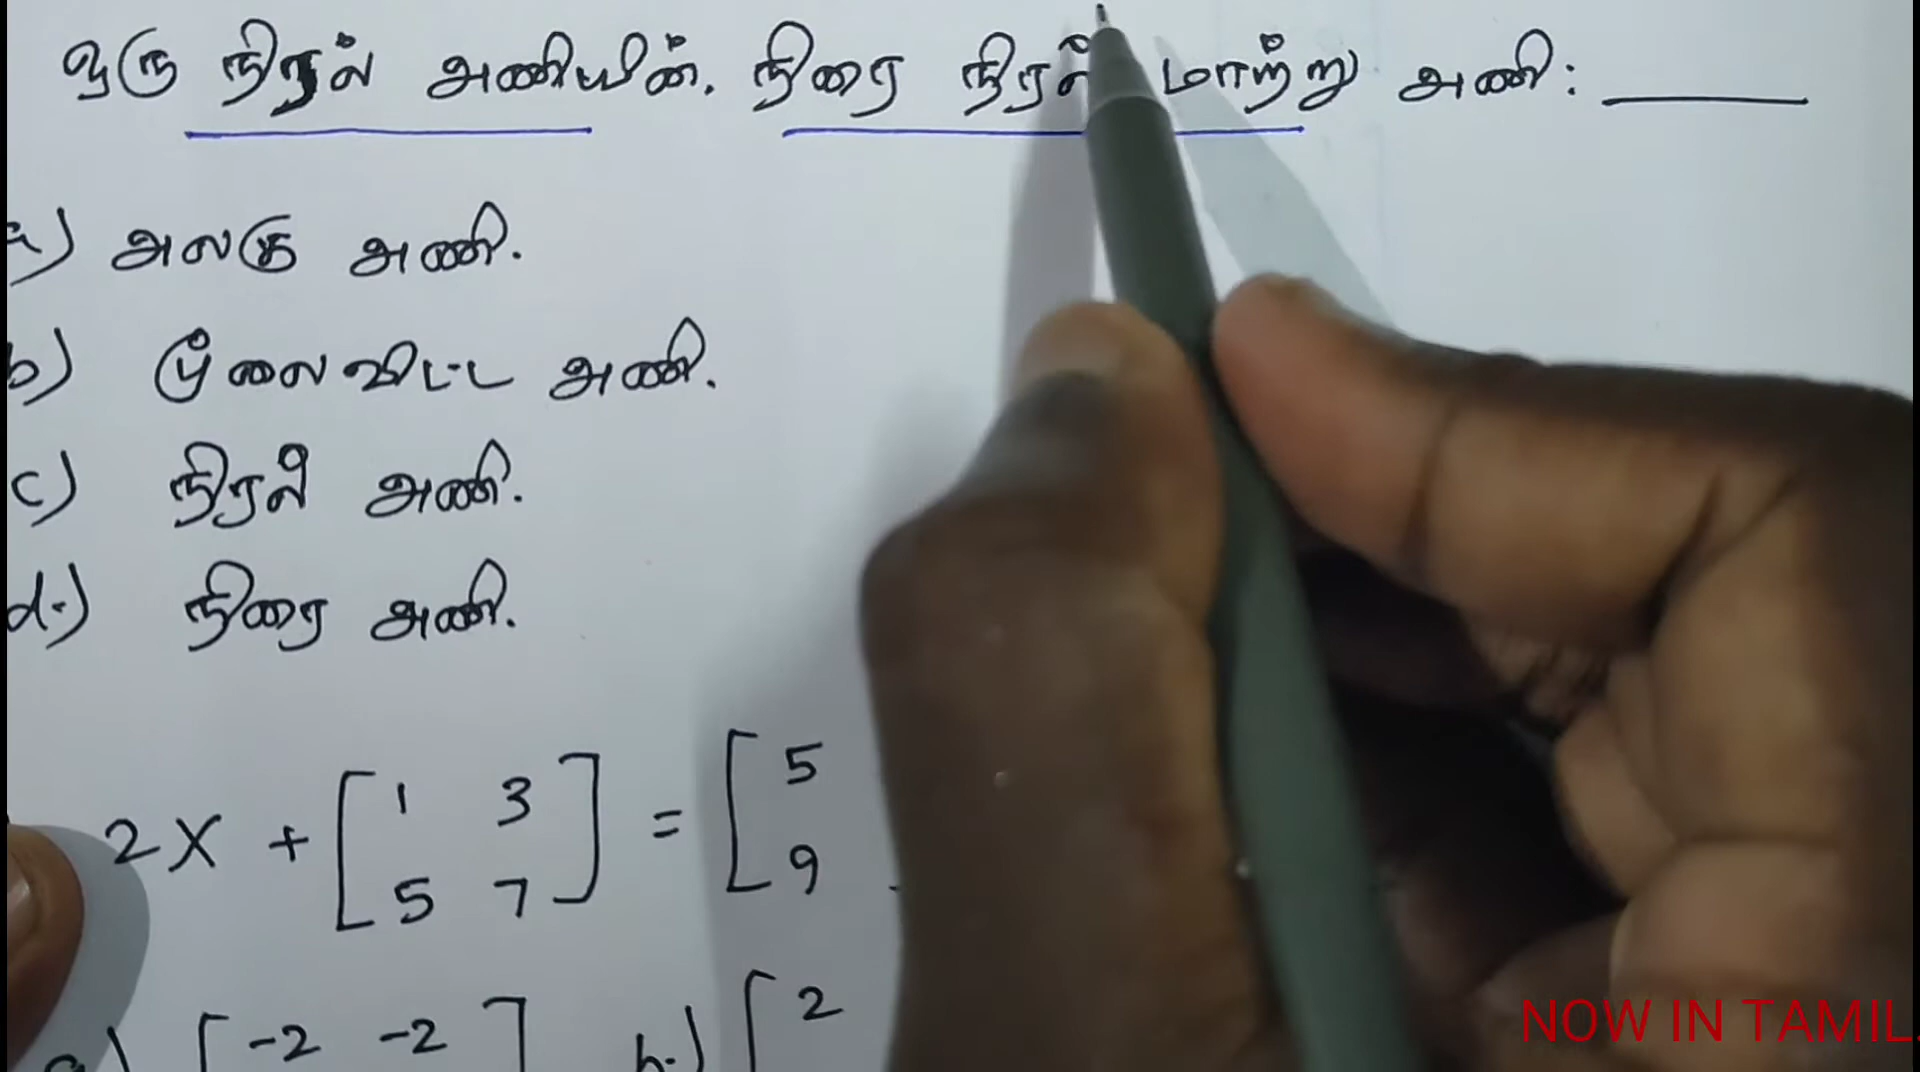 ஒரு நிரல் அணியின். நிரை நிரல் மாற்று அணி: ______
a) அலகு அணி.
b) மூலைவிட்ட அணி.
c) நிரல் அணி.
d.) நிரை அணி.
2X + [ 1 3 ] = [ 5
5 7 9
a.) [ -2 -2 ] b.) [ 2
NOW IN TAMIL.